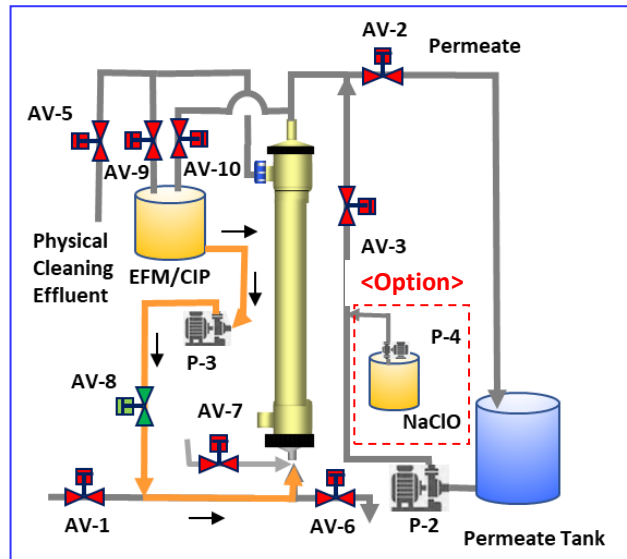 AV-2
Permeate
AV-5
AV-9
AV-10
AV-3
Physical
Cleaning
Effluent
EFM/CIP
<Option>
P-4
P-3
AV-8
AV-7
NaClO
AV-1
AV-6
P-2
Permeate Tank